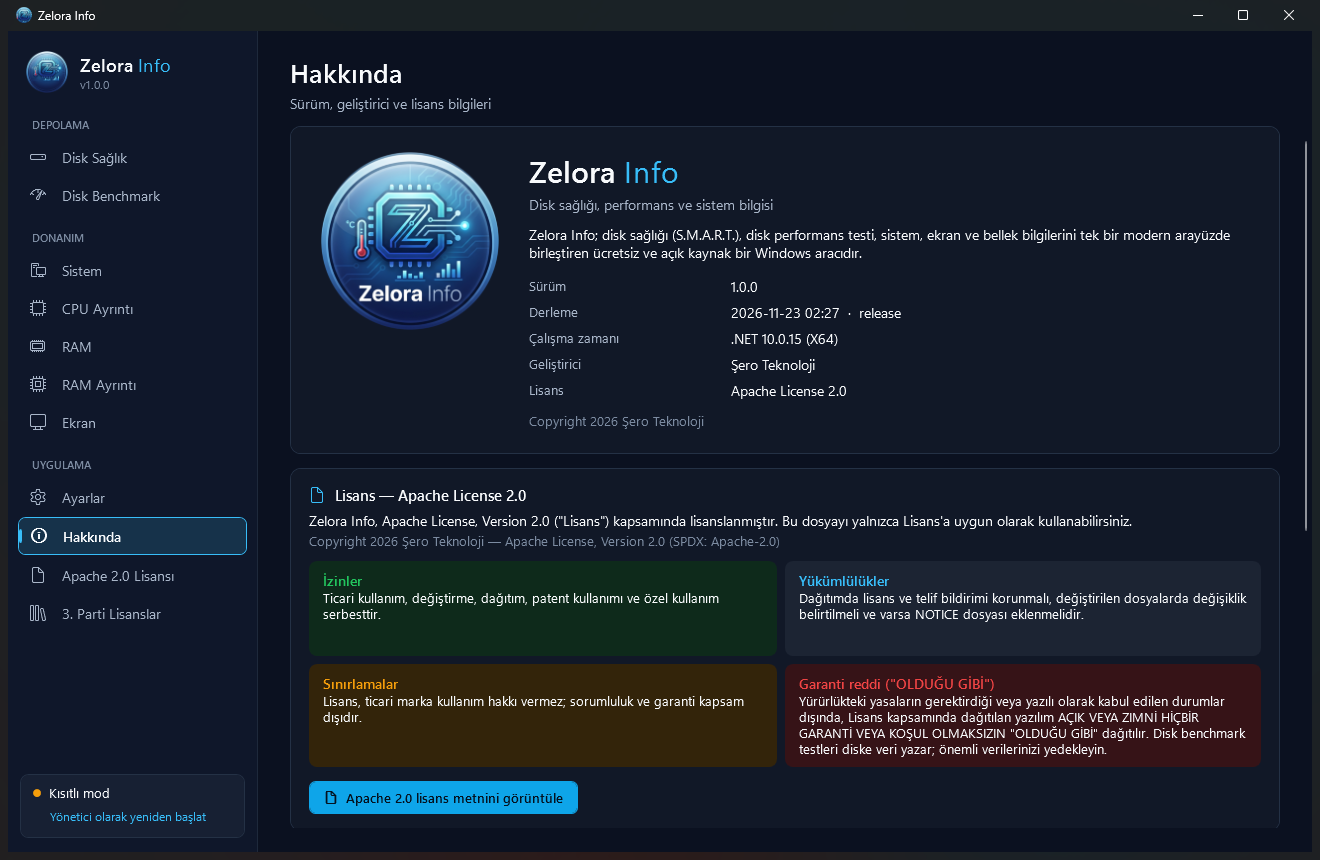 Zelora Info
Zelora Info
v1.0.0
DEPOLAMA
Disk Sağlık
Disk Benchmark
DONANIM
Sistem
CPU Ayrıntı
RAM
RAM Ayrıntı
Ekran
UYGULAMA
Ayarlar
Hakkında
Apache 2.0 Lisansı
3. Parti Lisanslar
Kısıtlı mod
Yönetici olarak yeniden başlat
Hakkında
Sürüm, geliştirici ve lisans bilgileri
°C
Z
Zelora Info
Zelora Info
Disk sağlığı, performans ve sistem bilgisi
Zelora Info; disk sağlığı (S.M.A.R.T.), disk performans testi, sistem, ekran ve bellek bilgilerini tek bir modern arayüzde
birleştiren ücretsiz ve açık kaynak bir Windows aracıdır.
Sürüm 1.0.0
Derleme 2026-11-23 02:27 · release
Çalışma zamanı .NET 10.0.15 (X64)
Geliştirici Şero Teknoloji
Lisans Apache License 2.0
Copyright 2026 Şero Teknoloji
Lisans — Apache License 2.0
Zelora Info, Apache License, Version 2.0 ("Lisans") kapsamında lisanslanmıştır. Bu dosyayı yalnızca Lisans'a uygun olarak kullanabilirsiniz.
Copyright 2026 Şero Teknoloji — Apache License, Version 2.0 (SPDX: Apache-2.0)
İzinler
Ticari kullanım, değiştirme, dağıtım, patent kullanımı ve özel kullanım
serbesttir.
Yükümlülükler
Dağıtımda lisans ve telif bildirimi korunmalı, değiştirilen dosyalarda değişiklik
belirtilmeli ve varsa NOTICE dosyası eklenmelidir.
Sınırlamalar
Lisans, ticari marka kullanım hakkı vermez; sorumluluk ve garanti kapsam
dışıdır.
Garanti reddi ("OLDUĞU GİBİ")
Yürürlükteki yasaların gerektirdiği veya yazılı olarak kabul edilen durumlar
dışında, Lisans kapsamında dağıtılan yazılım AÇIK VEYA ZIMNİ HİÇBİR
GARANTİ VEYA KOŞUL OLMAKSIZIN "OLDUĞU GİBİ" dağıtılır. Disk benchmark
testleri diske veri yazar; önemli verilerinizi yedekleyin.
Apache 2.0 lisans metnini görüntüle